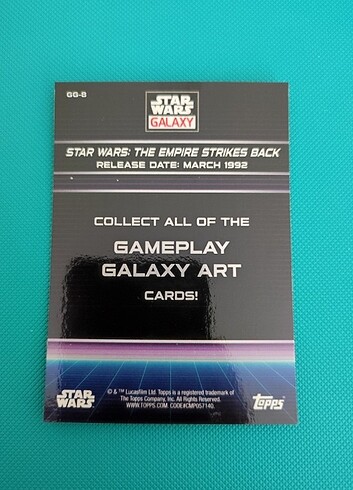 GG-8
STAR
WARS
GALAXY
STAR WARS: THE EMPIRE STRIKES BACK
RELEASE DATE: MARCH 1992
COLLECT ALL OF THE
GAMEPLAY
GALAXY ART
CARDS!
STAR
WARS
© & ™ Lucasfilm Ltd. Topps is a registered trademark of
The Topps Company, Inc. All Rights Reserved.
WWW.TOPPS.COM CODE#CMP057140.
Topps